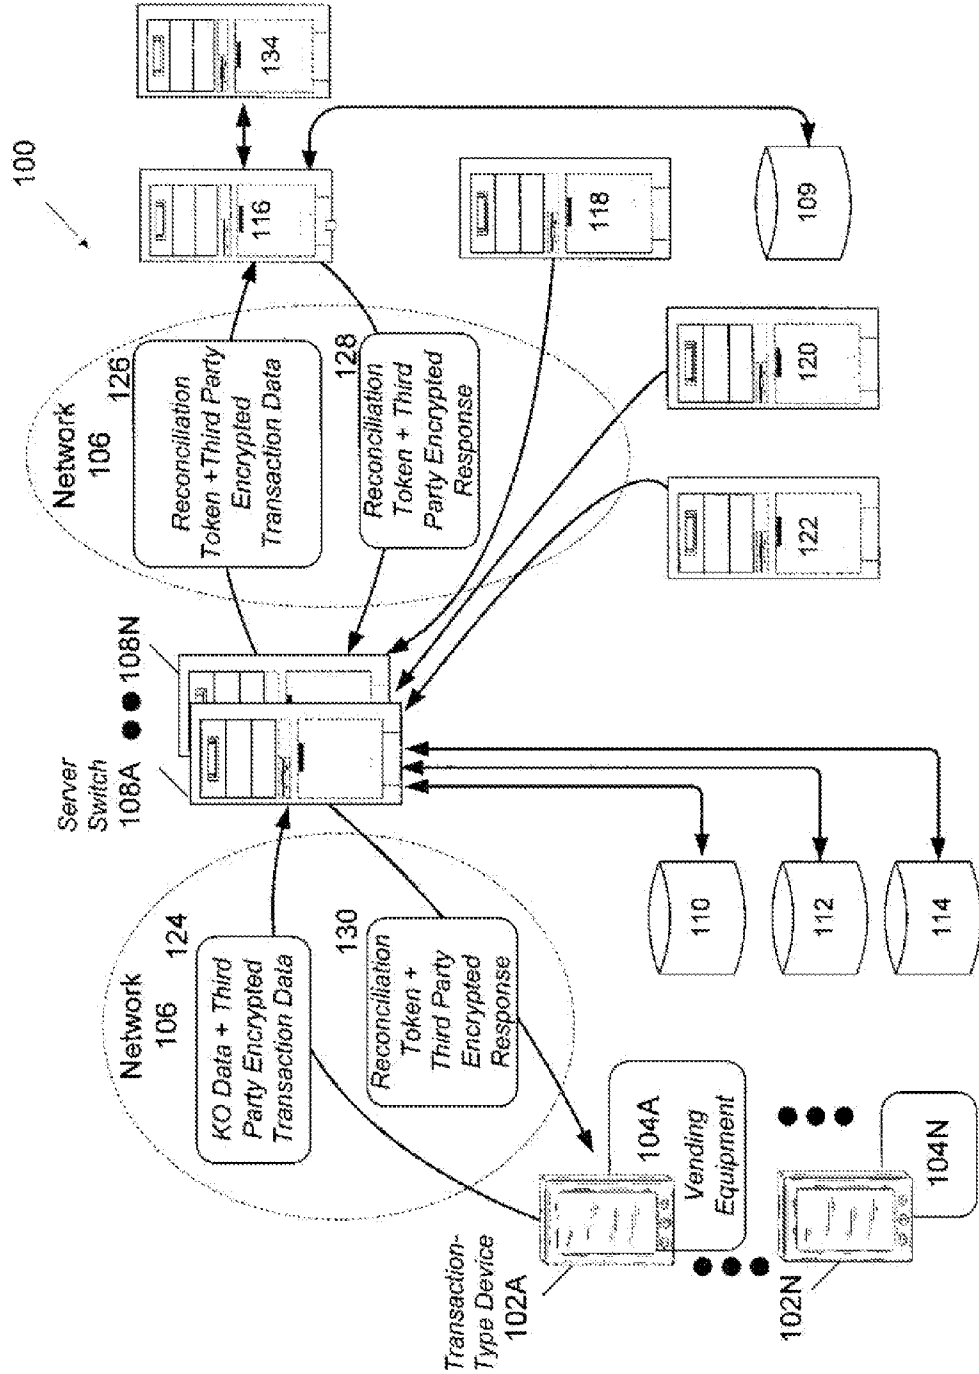 100
Network
106
126
Reconciliation
Token +Third Party
Encrypted
Transaction Data
128
Reconciliation
Token + Third
Party Encrypted
Response
116
134
118
109
120
122
Server
Switch
108A
108N
Network
106
124
KO Data + Third
Party Encrypted
Transaction Data
130
Reconciliation
Token +
Third Party
Encrypted
Response
110
112
114
Transaction-
Type Device
102A
104A
Vending
Equipment
102N
104N